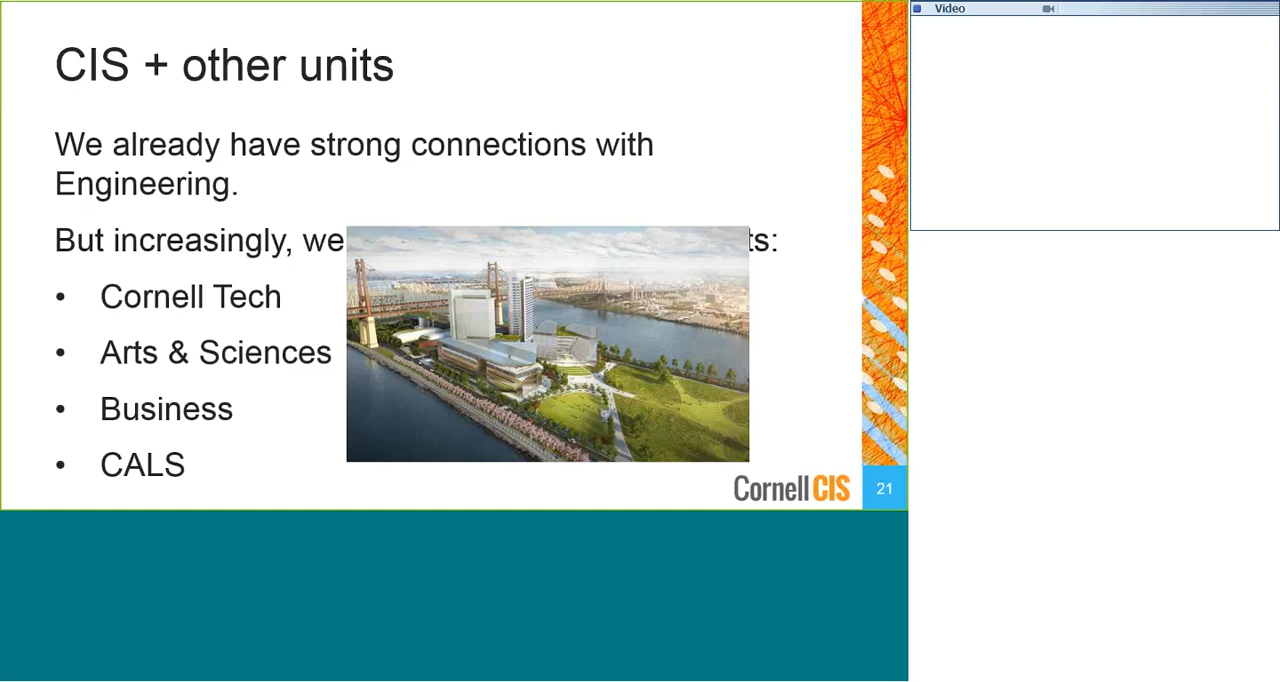 CIS + other units
We already have strong connections with
Engineering.
But increasingly, we ts:
• Cornell Tech
• Arts & Sciences
• Business
• CALS
Cornell CIS
21
Video